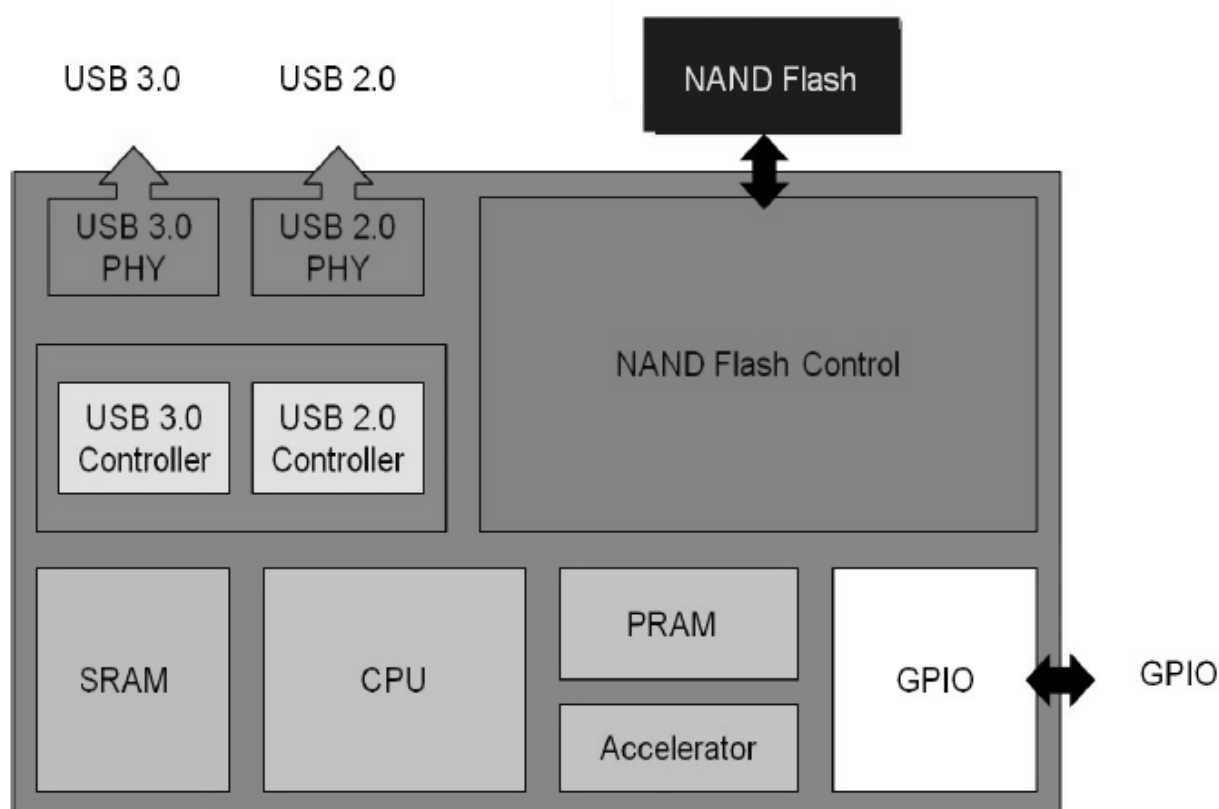 USB 3.0
USB 2.0
NAND Flash
USB 3.0
PHY
USB 2.0
PHY
NAND Flash Control
USB 3.0
Controller
USB 2.0
Controller
SRAM
CPU
PRAM
Accelerator
GPIO
GPIO